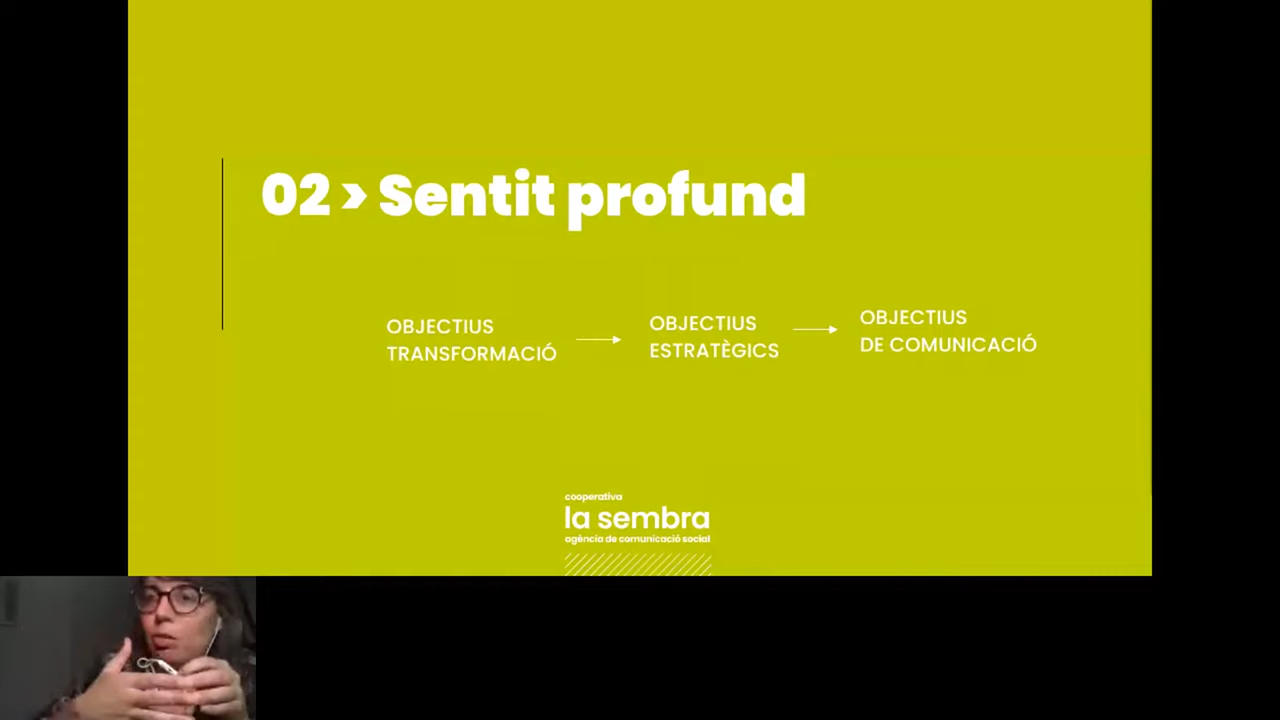 02 > Sentit profund
OBJECTIUS
TRANSFORMACIÓ
OBJECTIUS
ESTRATÈGICS
OBJECTIUS
DE COMUNICACIÓ
cooperativa
la sembra
agència de comunicació social